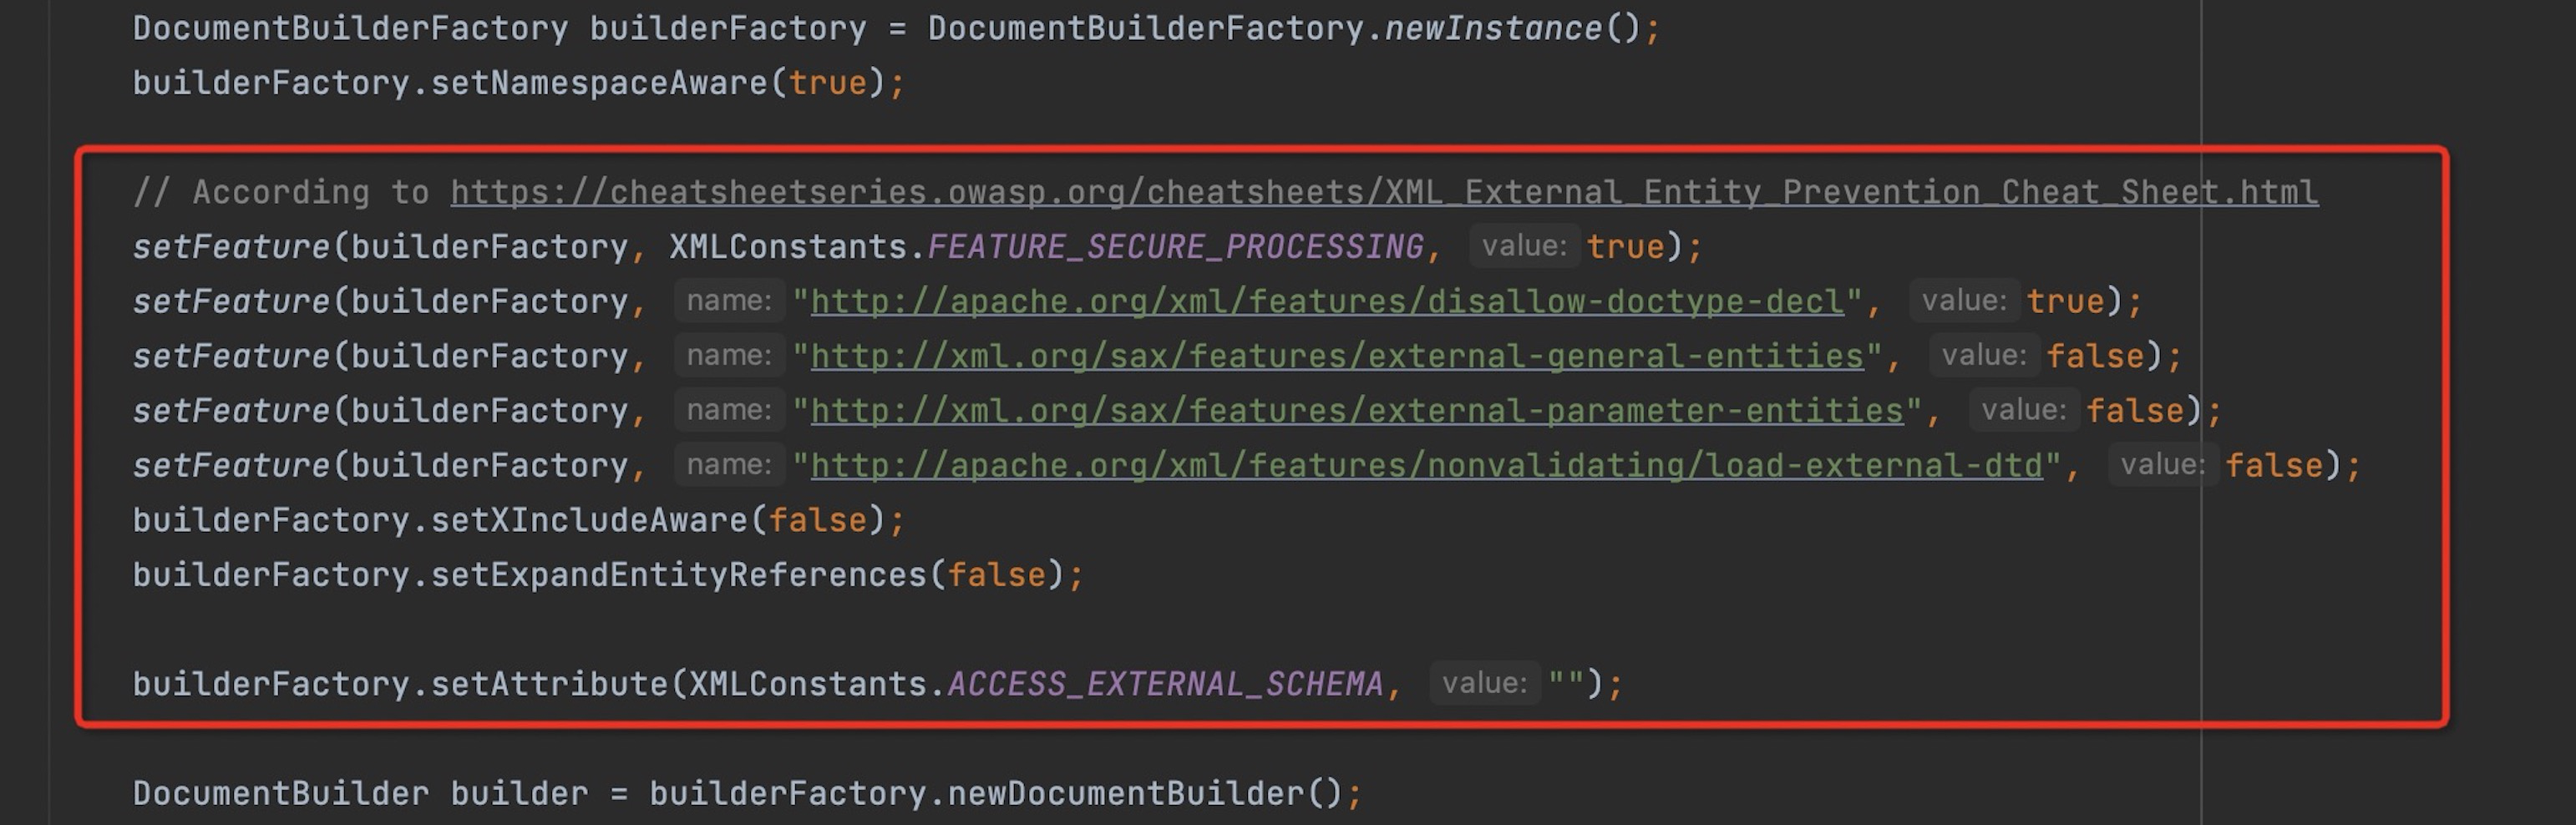 DocumentBuilderFactory builderFactory = DocumentBuilderFactory.newInstance();
builderFactory.setNamespaceAware(true);
// According to https://cheatsheetseries.owasp.org/cheatsheets/XML_External_Entity_Prevention_Cheat_Sheet.html
setFeature(builderFactory, XMLConstants.FEATURE_SECURE_PROCESSING, value: true);
setFeature(builderFactory, name: "http://apache.org/xml/features/disallow-doctype-decl", value: true);
setFeature(builderFactory, name: "http://xml.org/sax/features/external-general-entities", value: false);
setFeature(builderFactory, name: "http://xml.org/sax/features/external-parameter-entities", value: false);
setFeature(builderFactory, name: "http://apache.org/xml/features/nonvalidating/load-external-dtd", value: false);
builderFactory.setXIncludeAware(false);
builderFactory.setExpandEntityReferences(false);
builderFactory.setAttribute(XMLConstants.ACCESS_EXTERNAL_SCHEMA, value: "");
DocumentBuilder builder = builderFactory.newDocumentBuilder();